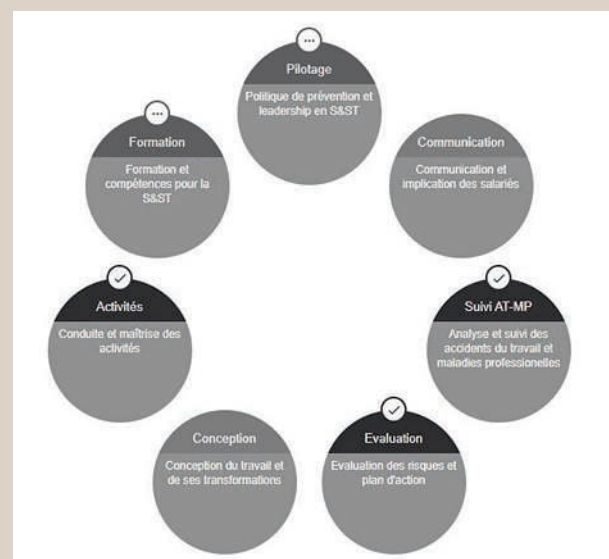 Pilotage
Politique de prévention et
leadership en S&ST
Communication
Communication et
implication des salariés
Suivi AT-MP
Analyse et suivi des
accidents du travail et
maladies professionelles
Evaluation
Evaluation des risques et
plan d'action
Conception
Conception du travail et
de ses transformations
Activités
Conduite et maîtrise des
activités
Formation
Formation et
compétences pour la
S&ST